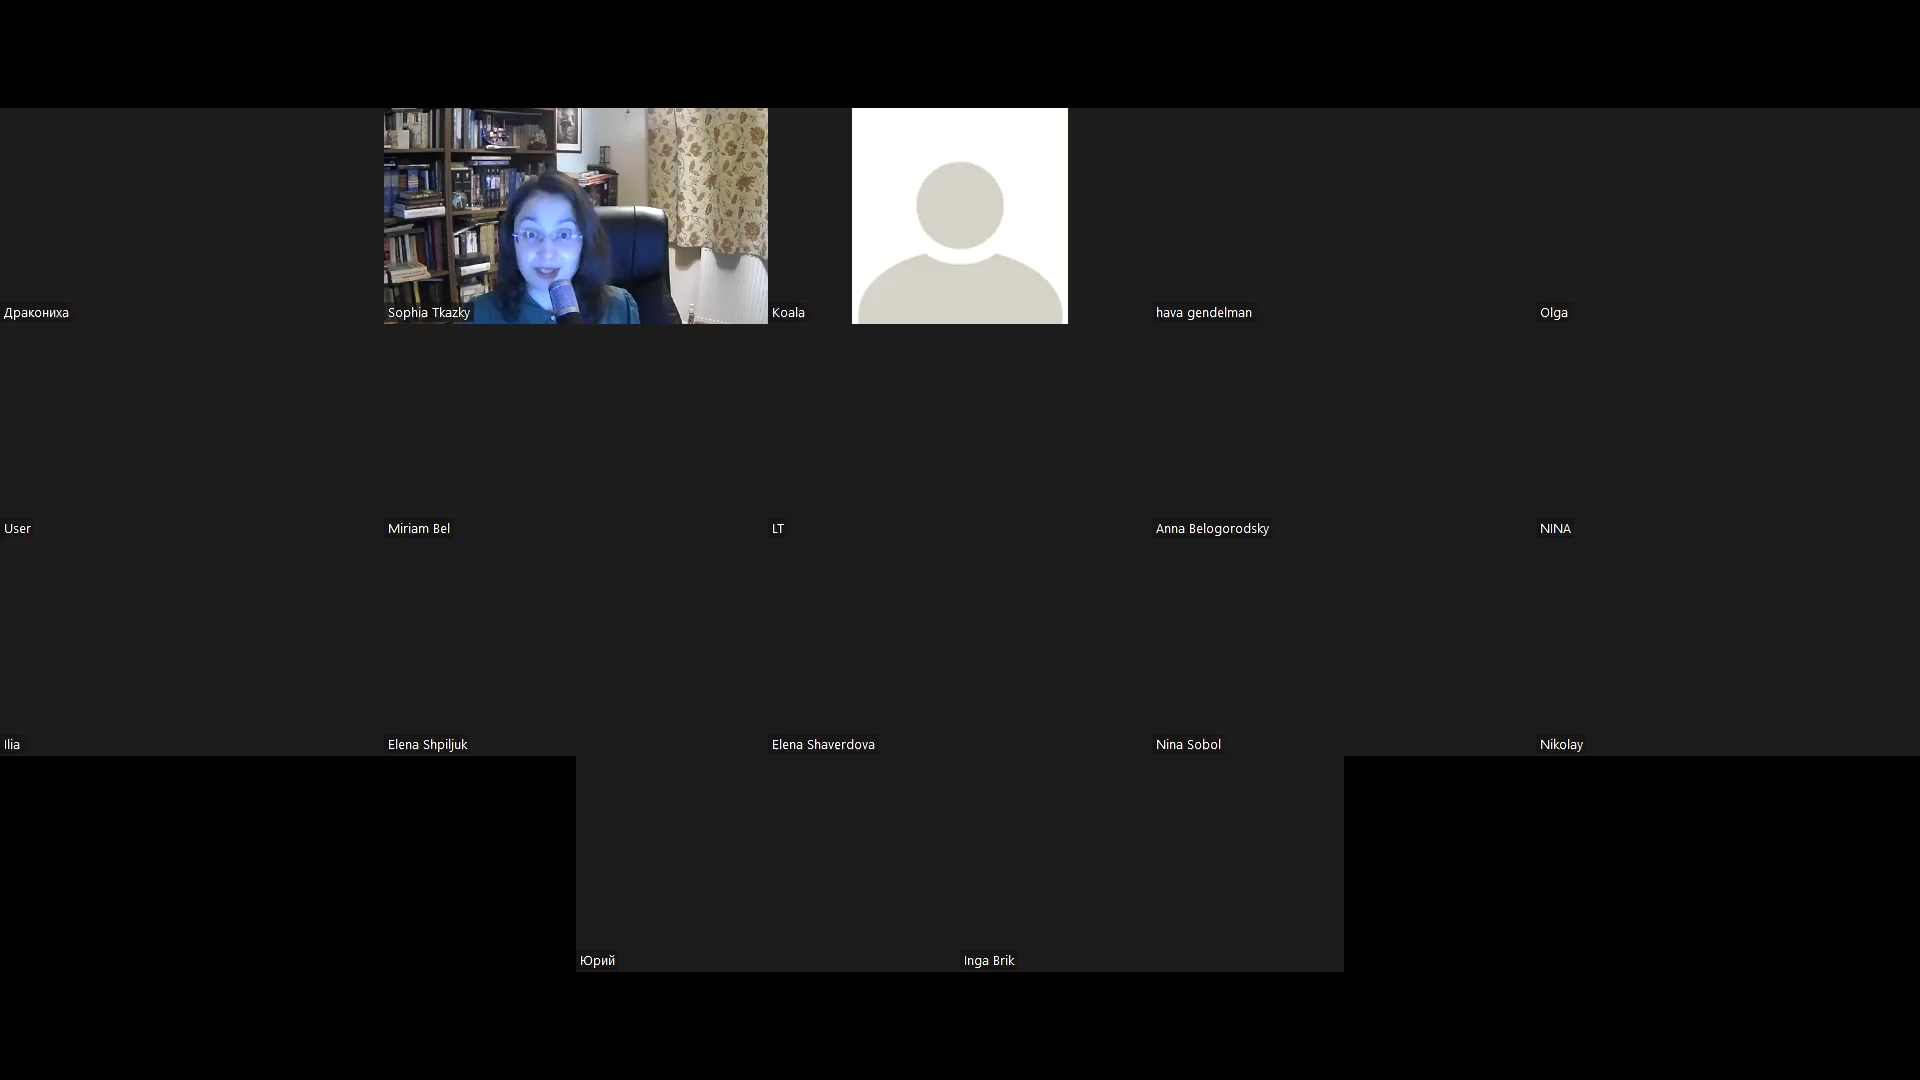 Дракониха
Sophia Tkazky
Koala
hava gendelman
Olga
User
Miriam Bel
LT
Anna Belogorodsky
NINA
Ilia
Elena Shpiljuk
Elena Shaverdova
Nina Sobol
Nikolay
Юрий
Inga Brik